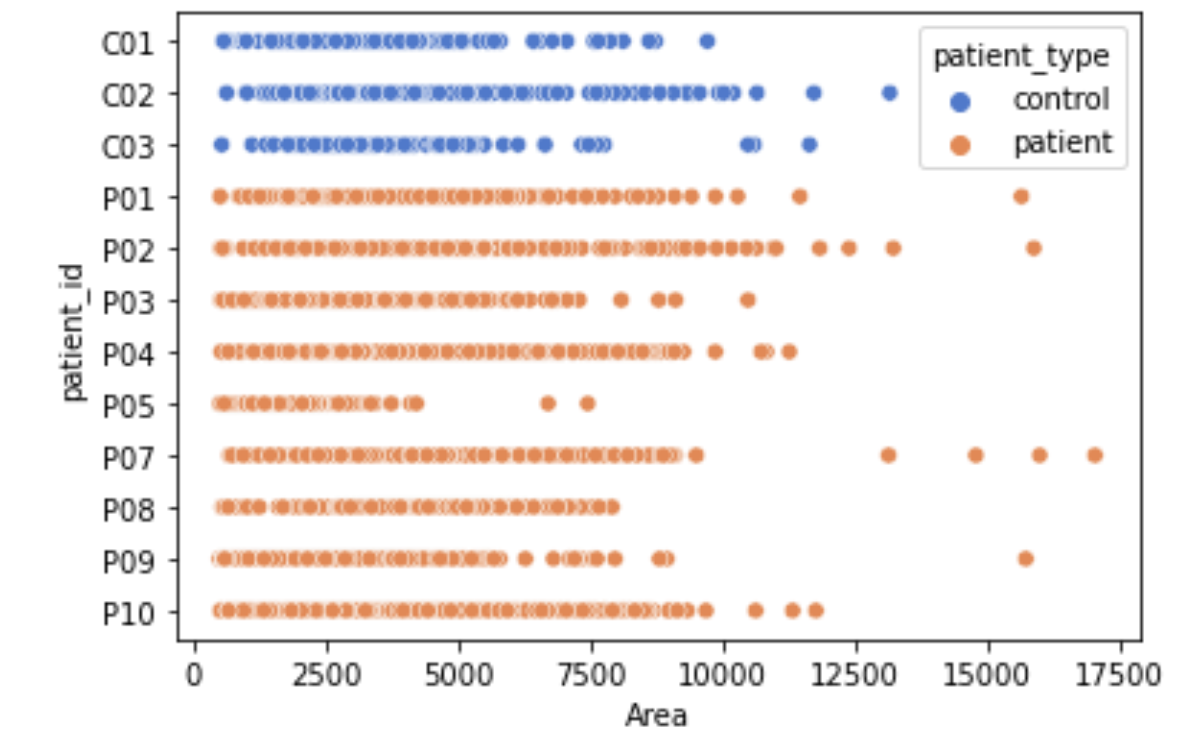 patient_id
C01
C02
C03
P01
P02
P03
P04
P05
P07
P08
P09
P10
patient_type
control
patient
0 2500 5000 7500 10000 12500 15000 17500
Area